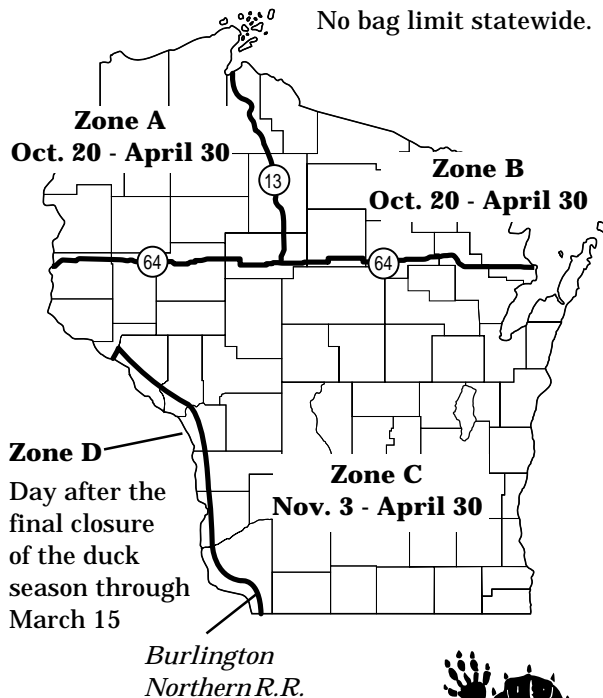 No bag limit statewide.
Zone A
Oct. 20 - April 30
13
Zone B
Oct. 20 - April 30
64
64
Zone D
Day after the
final closure
of the duck
season through
March 15
Zone C
Nov. 3 - April 30
Burlington
Northern R.R.